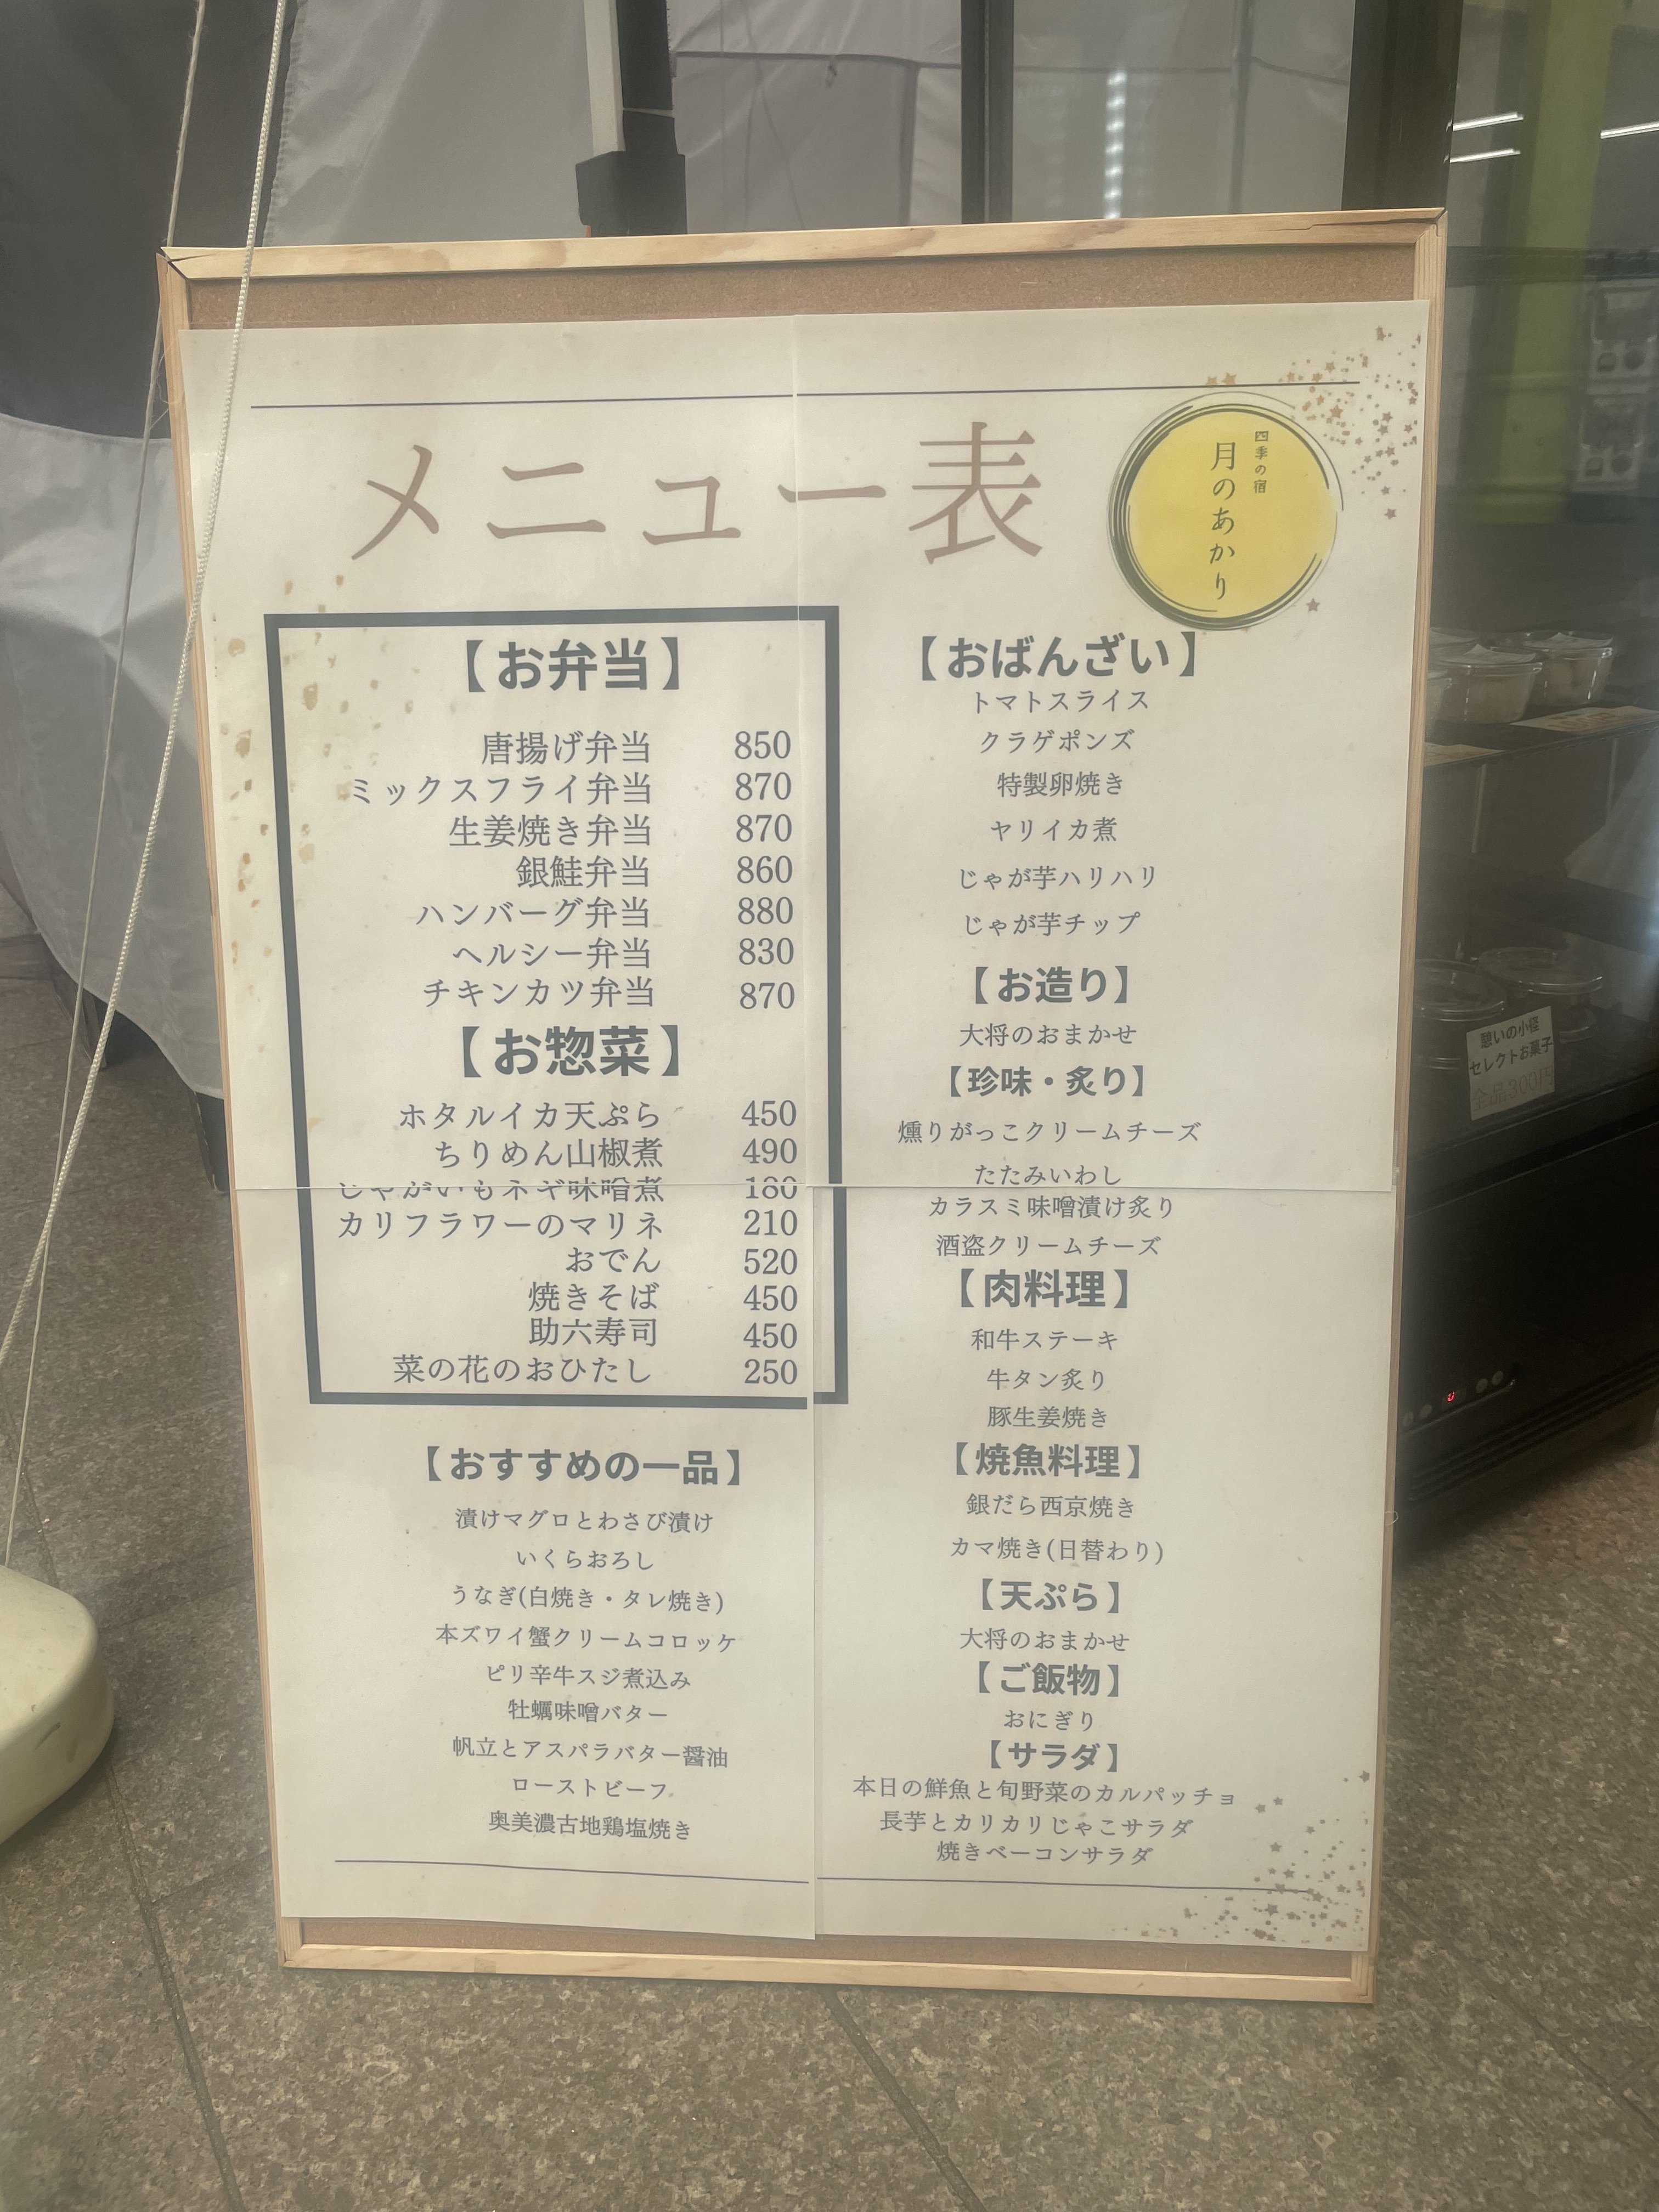 メニュー表
四季の宿
月のあかり
【お弁当】
唐揚げ弁当 850
ミックスフライ弁当 870
生姜焼き弁当 870
銀鮭弁当 860
ハンバーグ弁当 880
ヘルシー弁当 830
チキンカツ弁当 870
【お惣菜】
ホタルイカ天ぷら 450
ちりめん山椒煮 490
じゃがいもネギ味噌煮 180
カリフラワーのマリネ 210
おでん 520
焼きそば 450
助六寿司 450
菜の花のおひたし 250
【おすすめの一品】
漬けマグロとわさび漬け
いくらおろし
うなぎ(白焼き・タレ焼き)
本ズワイ蟹クリームコロッケ
ピリ辛牛スジ煮込み
牡蠣味噌バター
帆立とアスパラバター醤油
ローストビーフ
奥美濃古地鶏塩焼き
【おばんざい】
トマトスライス
クラゲポンズ
特製卵焼き
ヤリイカ煮
じゃが芋ハリハリ
じゃが芋チップ
【お造り】
大将のおまかせ
【珍味・炙り】
燻りがっこクリームチーズ
たたみいわし
カラスミ味噌漬け炙り
酒盗クリームチーズ
【肉料理】
和牛ステーキ
牛タン炙り
豚生姜焼き
【焼魚料理】
銀だら西京焼き
カマ焼き(日替わり)
【天ぷら】
大将のおまかせ
【ご飯物】
おにぎり
【サラダ】
本日の鮮魚と旬野菜のカルパッチョ
長芋とカリカリじゃこサラダ
焼きベーコンサラダ
憩いの小径
セレクトお菓子
全品300円